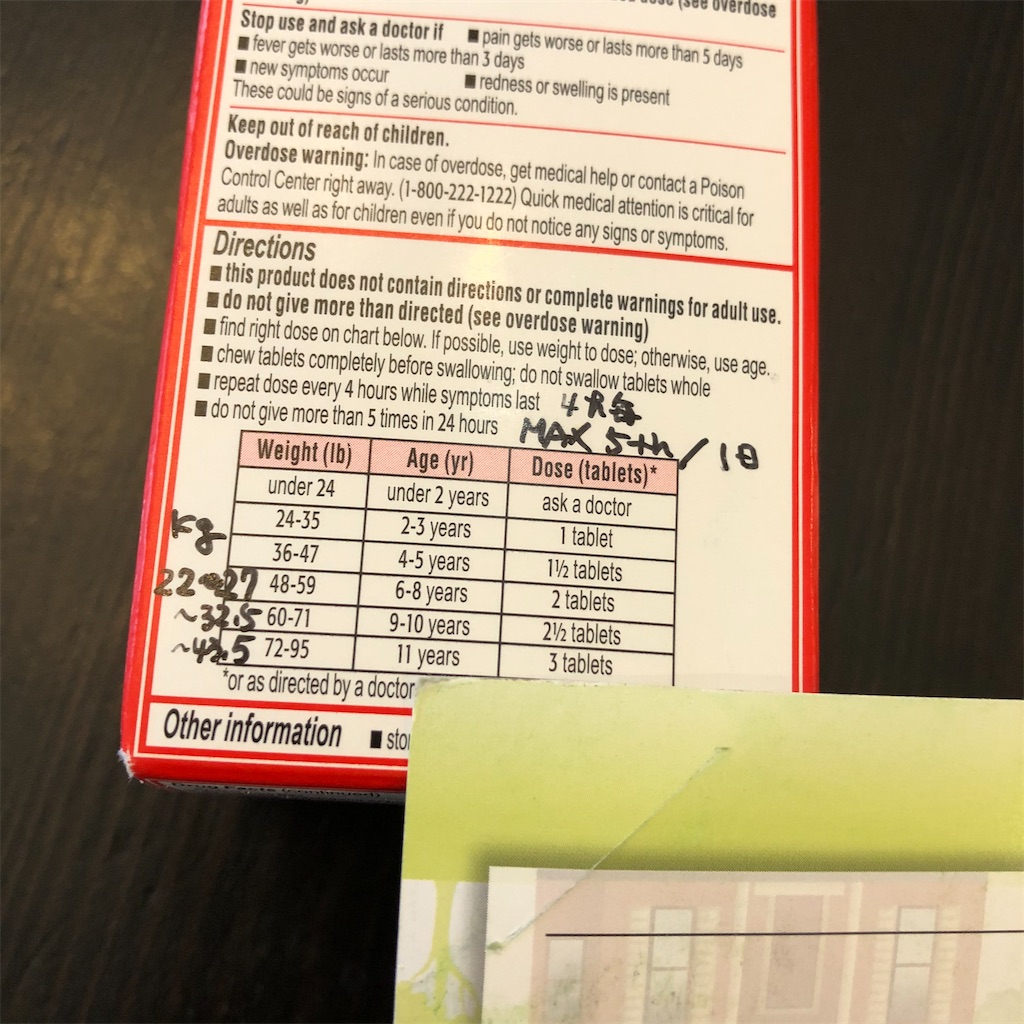 (see overdose
Stop use and ask a doctor if ■ pain gets worse or lasts more than 5 days
■ fever gets worse or lasts more than 3 days
■ new symptoms occur ■ redness or swelling is present
These could be signs of a serious condition.
Keep out of reach of children.
Overdose warning: In case of overdose, get medical help or contact a Poison
Control Center right away. (1-800-222-1222) Quick medical attention is critical for
adults as well as for children even if you do not notice any signs or symptoms.
Directions
■ this product does not contain directions or complete warnings for adult use.
■ do not give more than directed (see overdose warning)
■ find right dose on chart below. If possible, use weight to dose; otherwise, use age.
■ chew tablets completely before swallowing; do not swallow tablets whole
■ repeat dose every 4 hours while symptoms last
■ do not give more than 5 times in 24 hours MAX / 1日
Weight (lb) Age (yr) Dose (tablets)*
under 24 under 2 years ask a doctor
kg 24-35 2-3 years 1 tablet
36-47 4-5 years 1½ tablets
22~27 48-59 6-8 years 2 tablets
~32.5 60-71 9-10 years 2½ tablets
72-95 11 years 3 tablets
*or as directed by a doctor
Other information ■